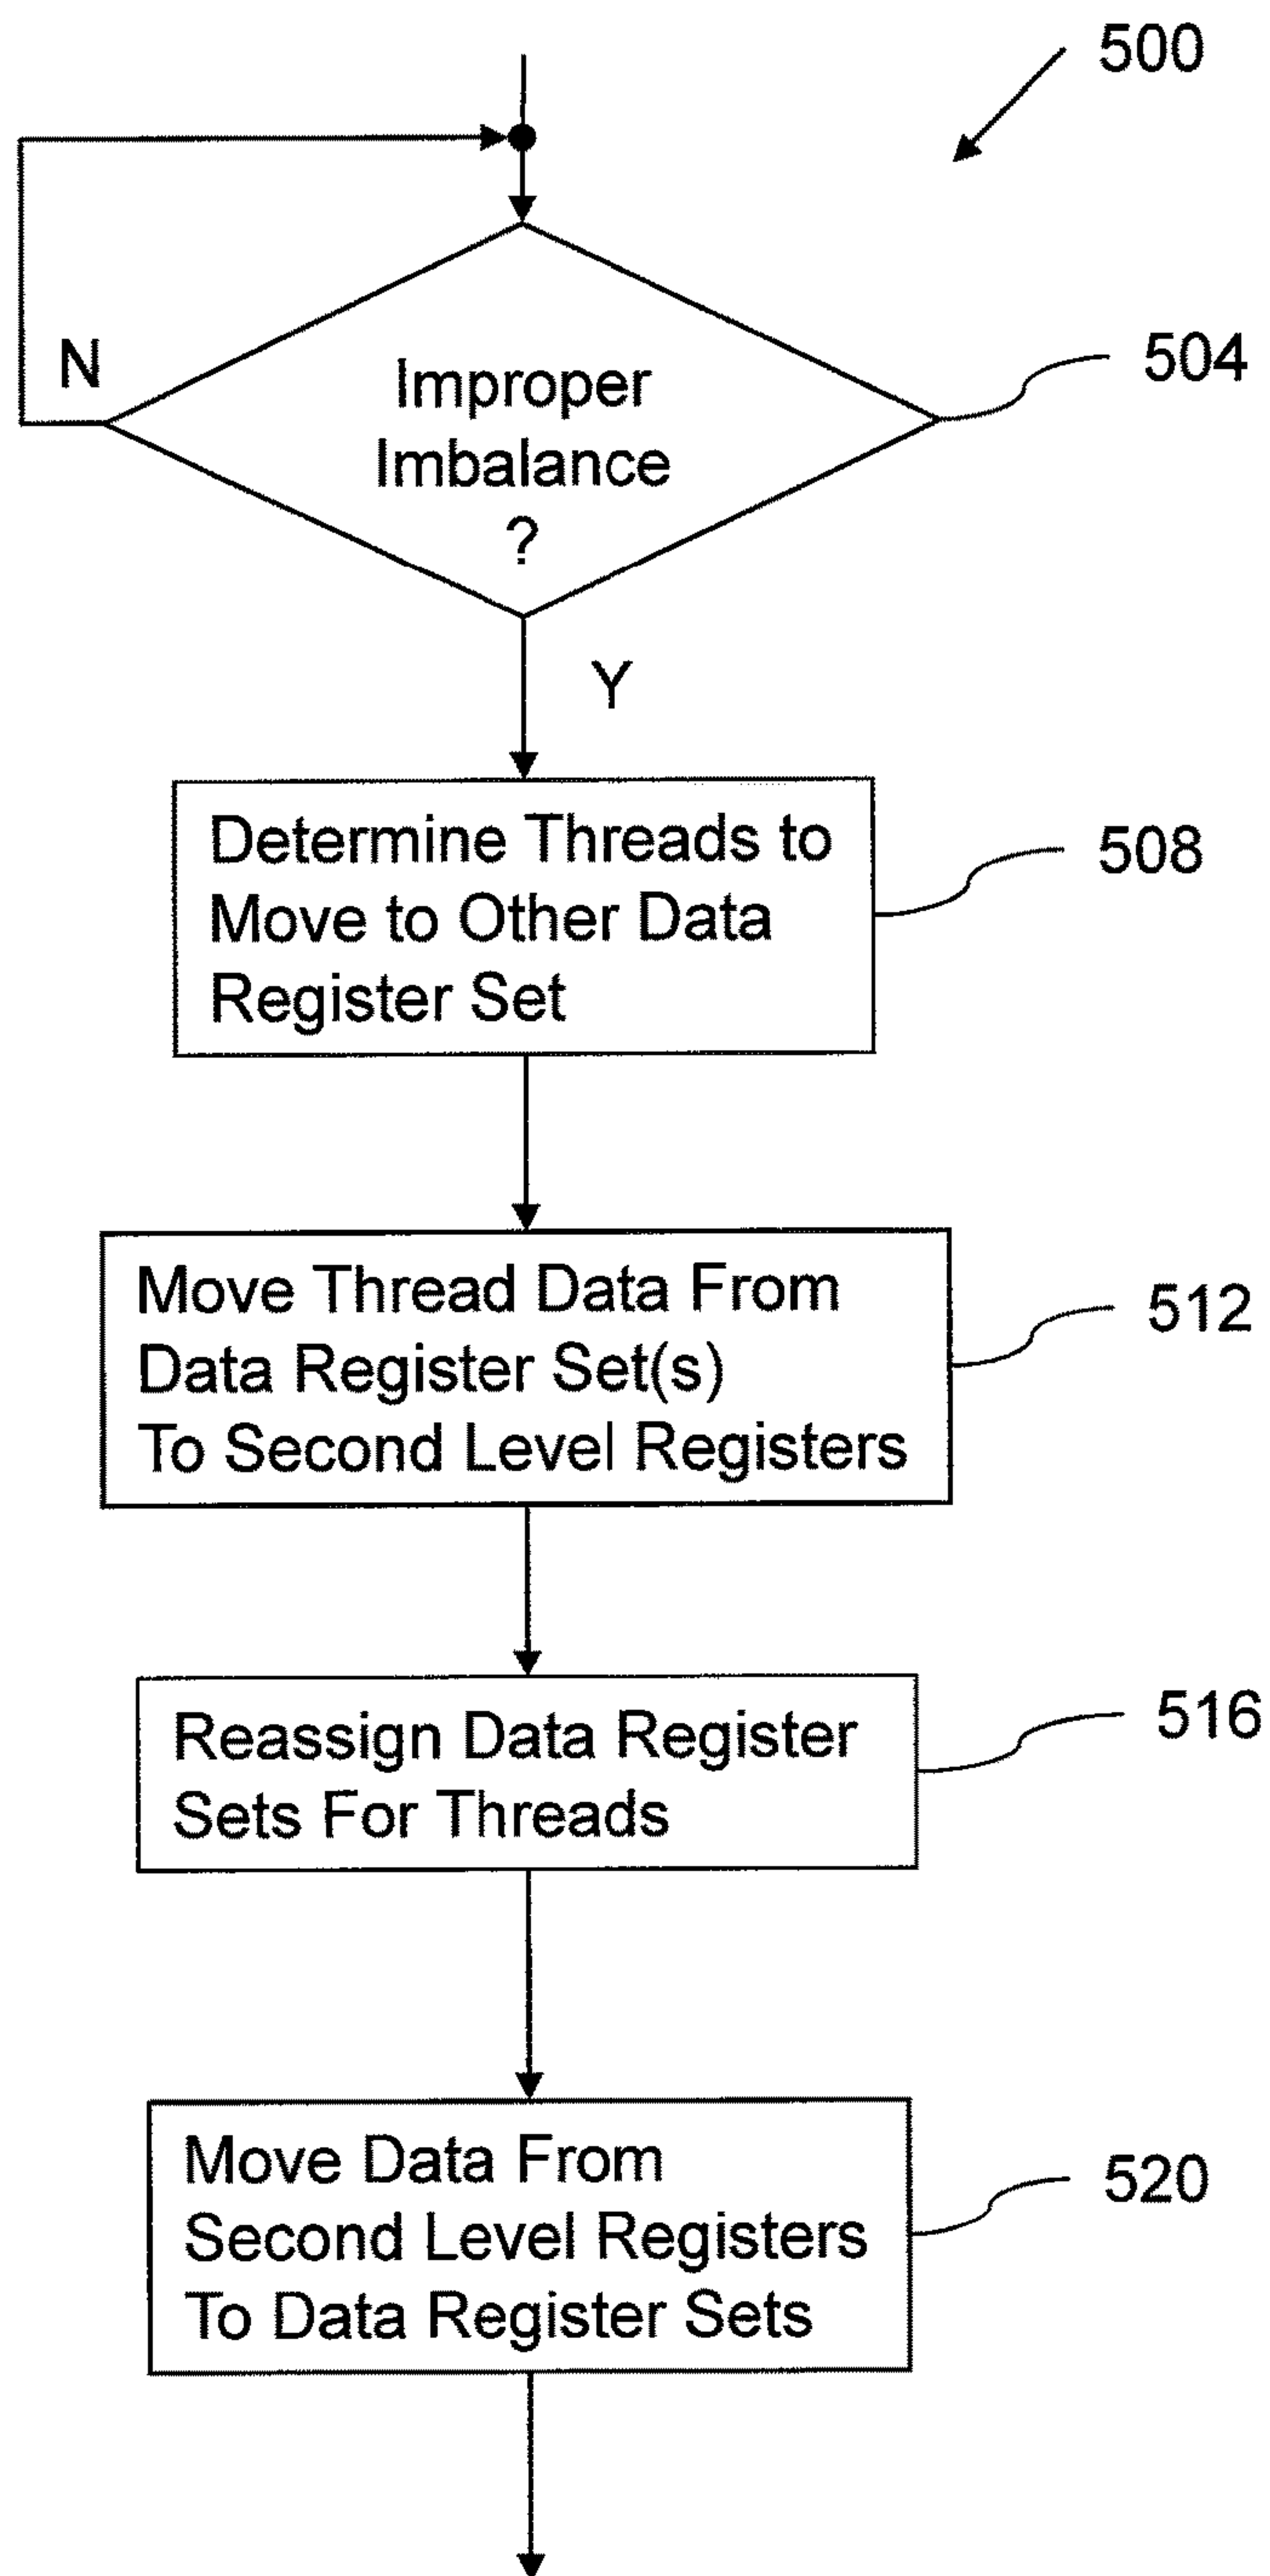 500
N
Improper
Imbalance
?
504
Y
Determine Threads to
Move to Other Data
Register Set
508
Move Thread Data From
Data Register Set(s)
To Second Level Registers
512
Reassign Data Register
Sets For Threads
516
Move Data From
Second Level Registers
To Data Register Sets
520